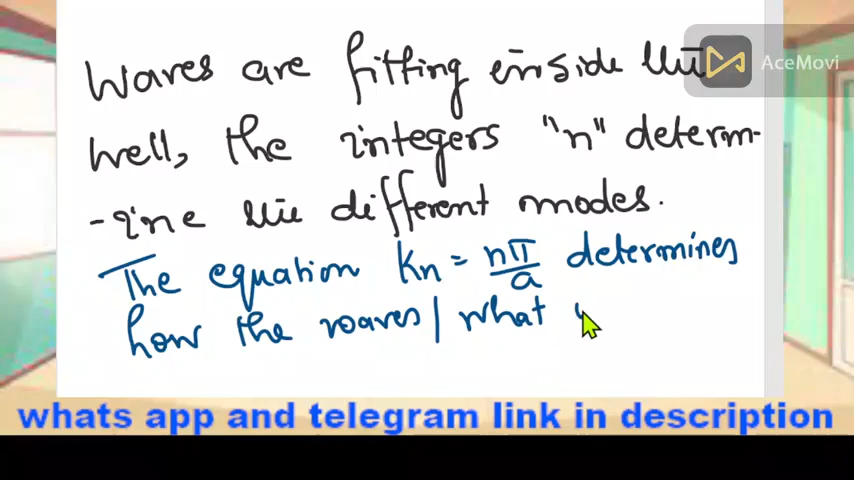 AceMovi
Waves are fitting inside the
well, the integers "n" determ-
-ine the different modes.
The equation kn = nπ/a determines
how the waves/ what
whats app and telegram link in description